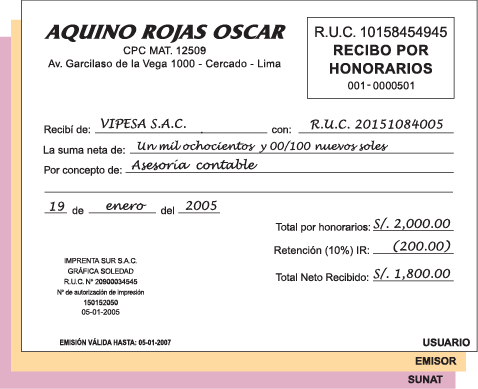 AQUINO ROJAS OSCAR
CPC MAT. 12509
Av. Garcilaso de la Vega 1000 - Cercado - Lima
R.U.C. 10158454945
RECIBO POR
HONORARIOS
001-0000501
Recibí de: VIPESA S.A.C. con: R.U.C. 20151084005
La suma neta de: Un mil ochocientos y 00/100 nuevos soles
Por concepto de: Asesoría contable
19 de enero del 2005
Total por honorarios: S/. 2,000.00
Retención (10%) IR: (200.00)
Total Neto Recibido: S/. 1,800.00
IMPRENTA SUR S.A.C.
GRÁFICA SOLEDAD
R.U.C. Nº 20900034545
Nº de autorización de impresión
150152050
05-01-2005
EMISIÓN VÁLIDA HASTA: 05-01-2007
USUARIO
EMISOR
SUNAT